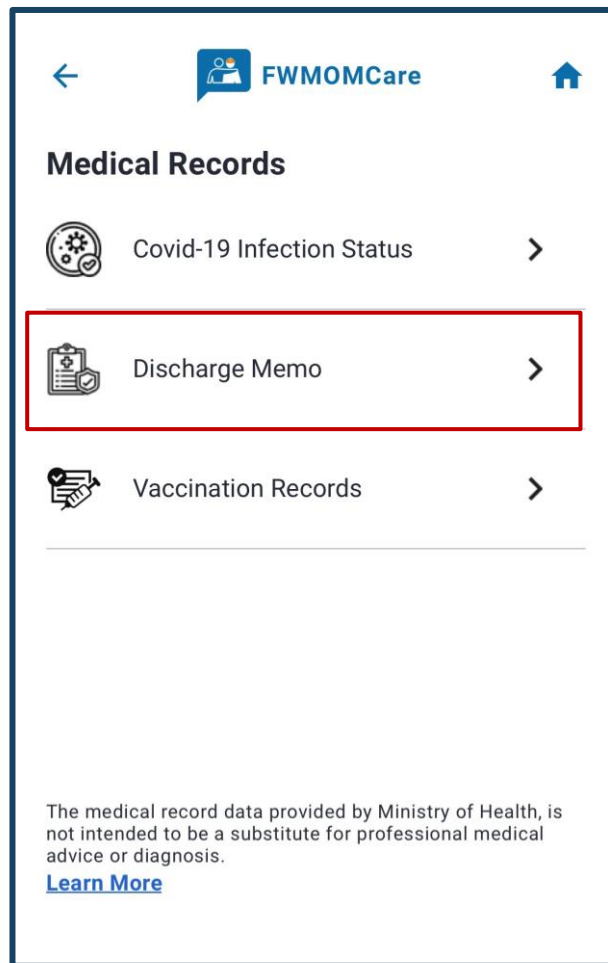 FWMOMCare
Medical Records
Covid-19 Infection Status
Discharge Memo
Vaccination Records
The medical record data provided by Ministry of Health, is
not intended to be a substitute for professional medical
advice or diagnosis.
Learn More